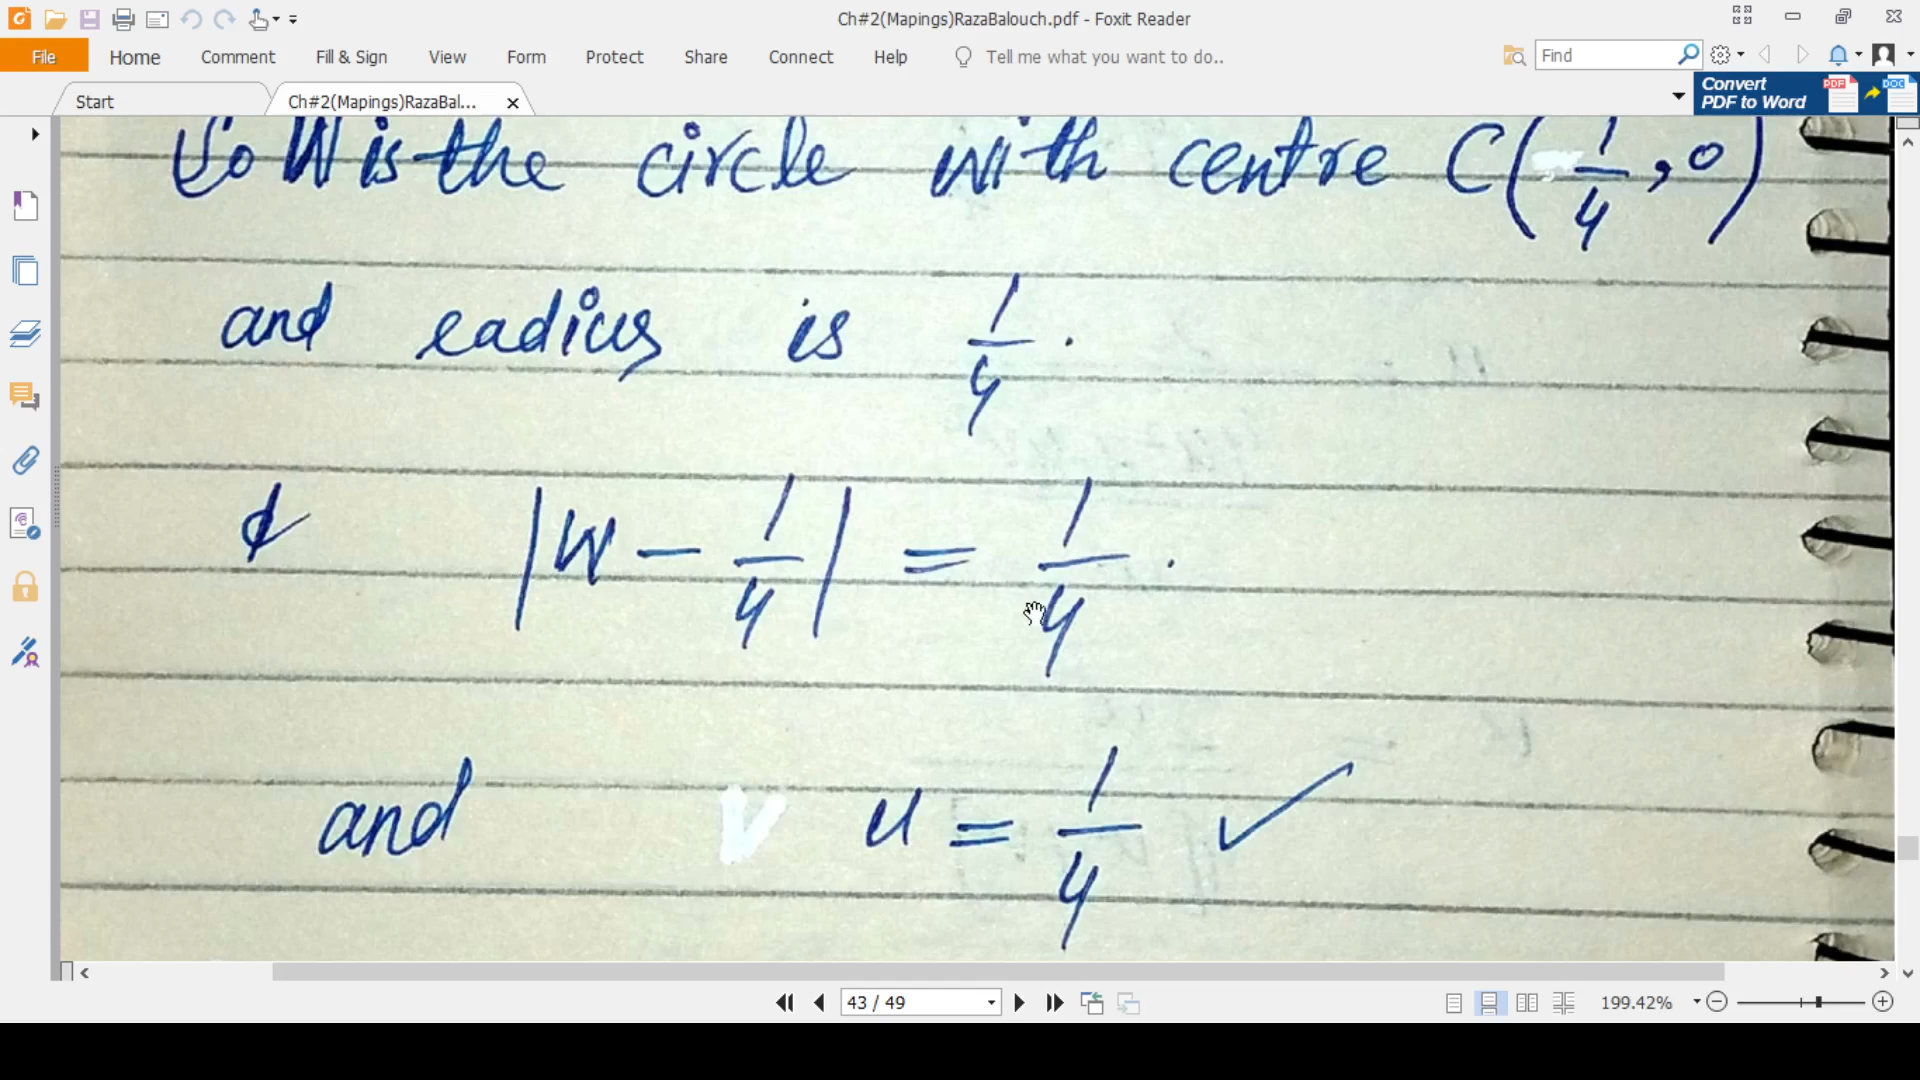 Ch#2(Mapings)RazaBalouch.pdf - Foxit Reader
File Home Comment Fill & Sign View Form Protect Share Connect Help Tell me what you want to do.. Find
Start Ch#2(Mapings)RazaBal... Convert PDF to Word PDF DOC
So W is the circle with centre C(1/4, 0)
and radius is 1/4.
& |W - 1/4| = 1/4.
and u = 1/4 ✓
43 / 49 199.42%